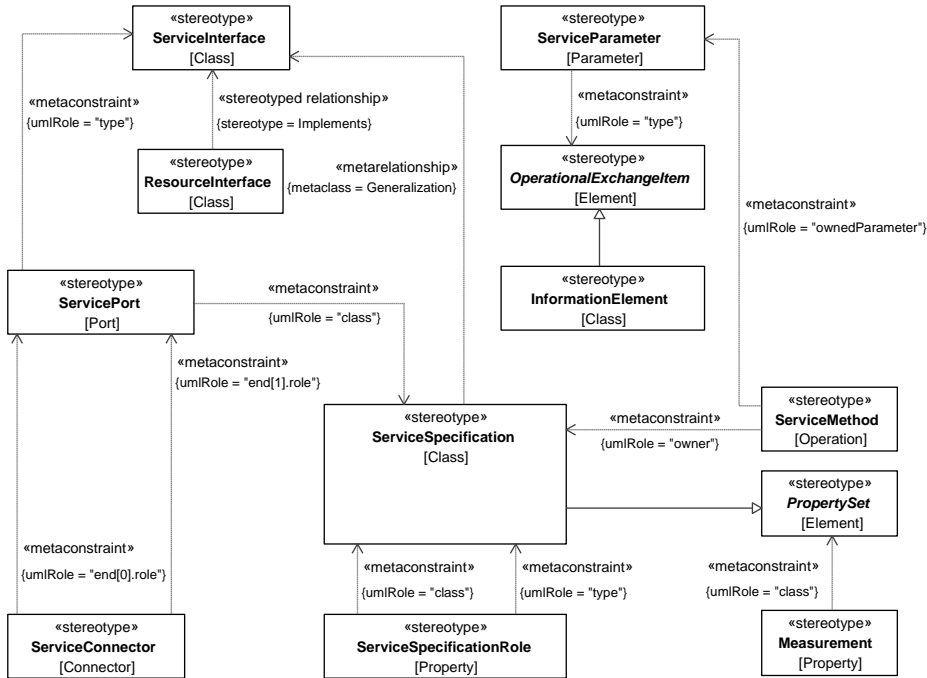 «stereotype»
ServiceInterface
[Class]
«stereotype»
ServiceParameter
[Parameter]
«metaconstraint»
{umlRole = "type"}
«stereotyped relationship»
{stereotype = Implements}
«metaconstraint»
{umlRole = "type"}
«stereotype»
ResourceInterface
[Class]
«metarelationship»
{metaclass = Generalization}
«stereotype»
OperationalExchangeItem
[Element]
«metaconstraint»
{umlRole = "ownedParameter"}
«stereotype»
ServicePort
[Port]
«metaconstraint»
{umlRole = "class"}
«stereotype»
InformationElement
[Class]
«metaconstraint»
{umlRole = "end[1].role"}
«stereotype»
ServiceSpecification
[Class]
«metaconstraint»
{umlRole = "owner"}
«stereotype»
ServiceMethod
[Operation]
«stereotype»
PropertySet
[Element]
«metaconstraint»
{umlRole = "end[0].role"}
«metaconstraint»
{umlRole = "class"}
«metaconstraint»
{umlRole = "type"}
«metaconstraint»
{umlRole = "class"}
«stereotype»
ServiceConnector
[Connector]
«stereotype»
ServiceSpecificationRole
[Property]
«stereotype»
Measurement
[Property]